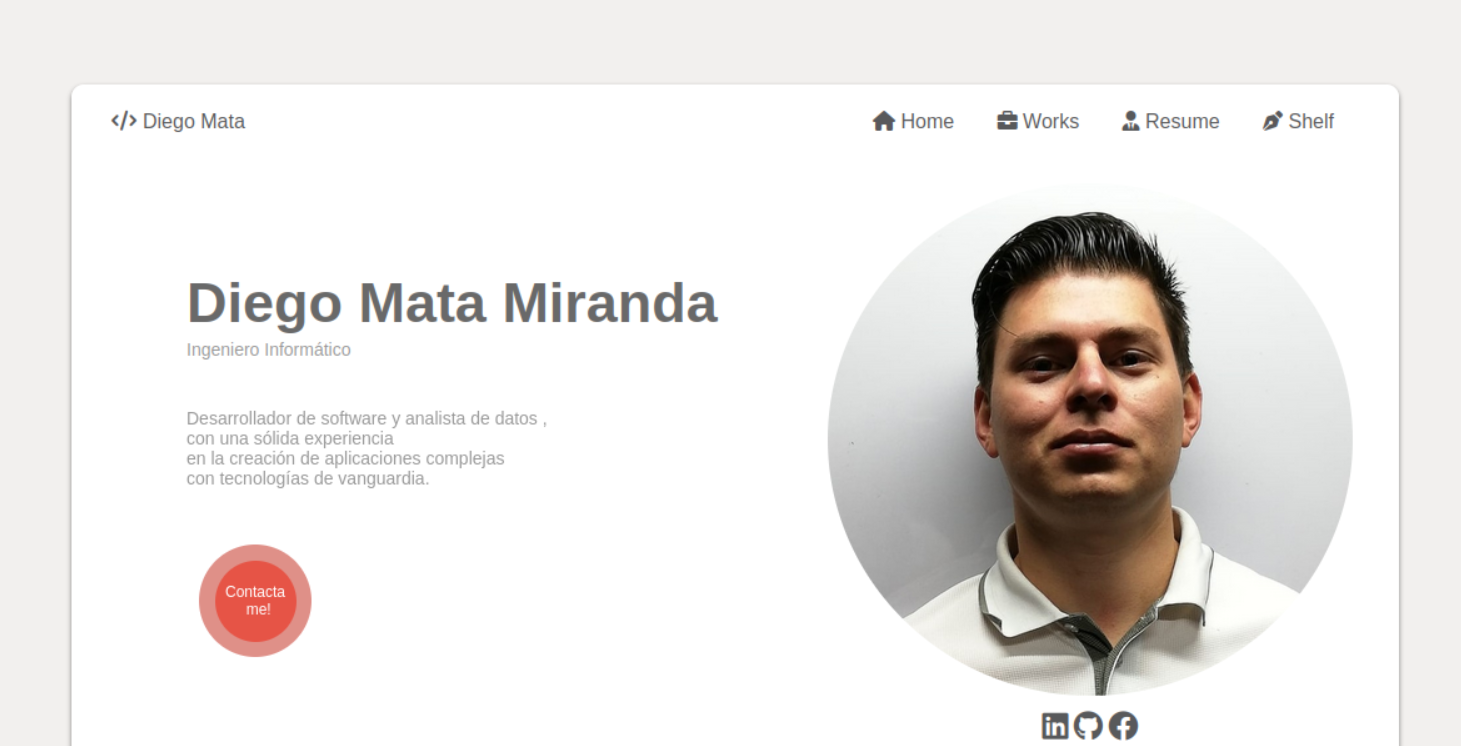 </> Diego Mata
Home Works Resume Shelf
Diego Mata Miranda
Ingeniero Informático
Desarrollador de software y analista de datos ,
con una sólida experiencia
en la creación de aplicaciones complejas
con tecnologías de vanguardia.
Contacta
me!
in